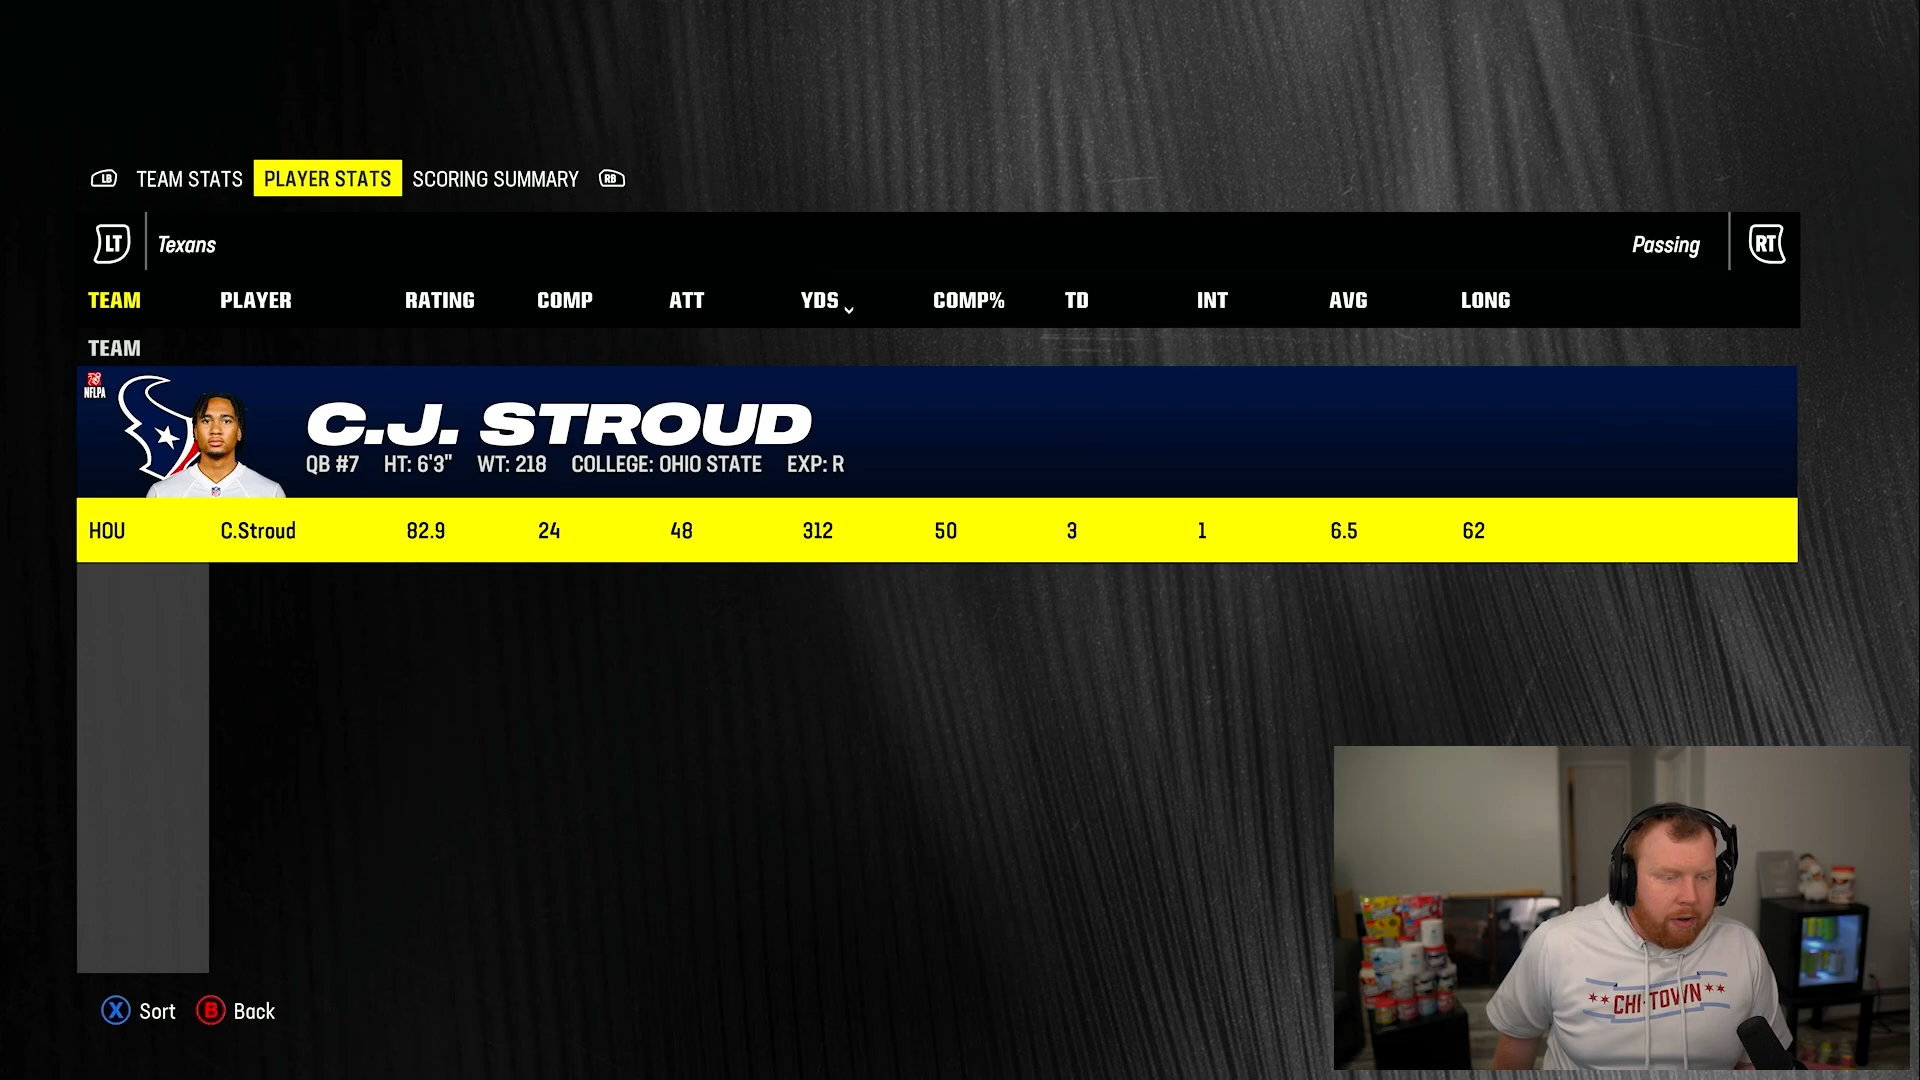 LB TEAM STATS PLAYER STATS SCORING SUMMARY RB
LT Texans Passing RT
TEAM PLAYER RATING COMP ATT YDS COMP% TD INT AVG LONG
TEAM
NFLPA
C.J. STROUD
QB #7 HT: 6'3" WT: 218 COLLEGE: OHIO STATE EXP: R
HOU C.Stroud 82.9 24 48 312 50 3 1 6.5 62
X Sort B Back
CHI-TOWN